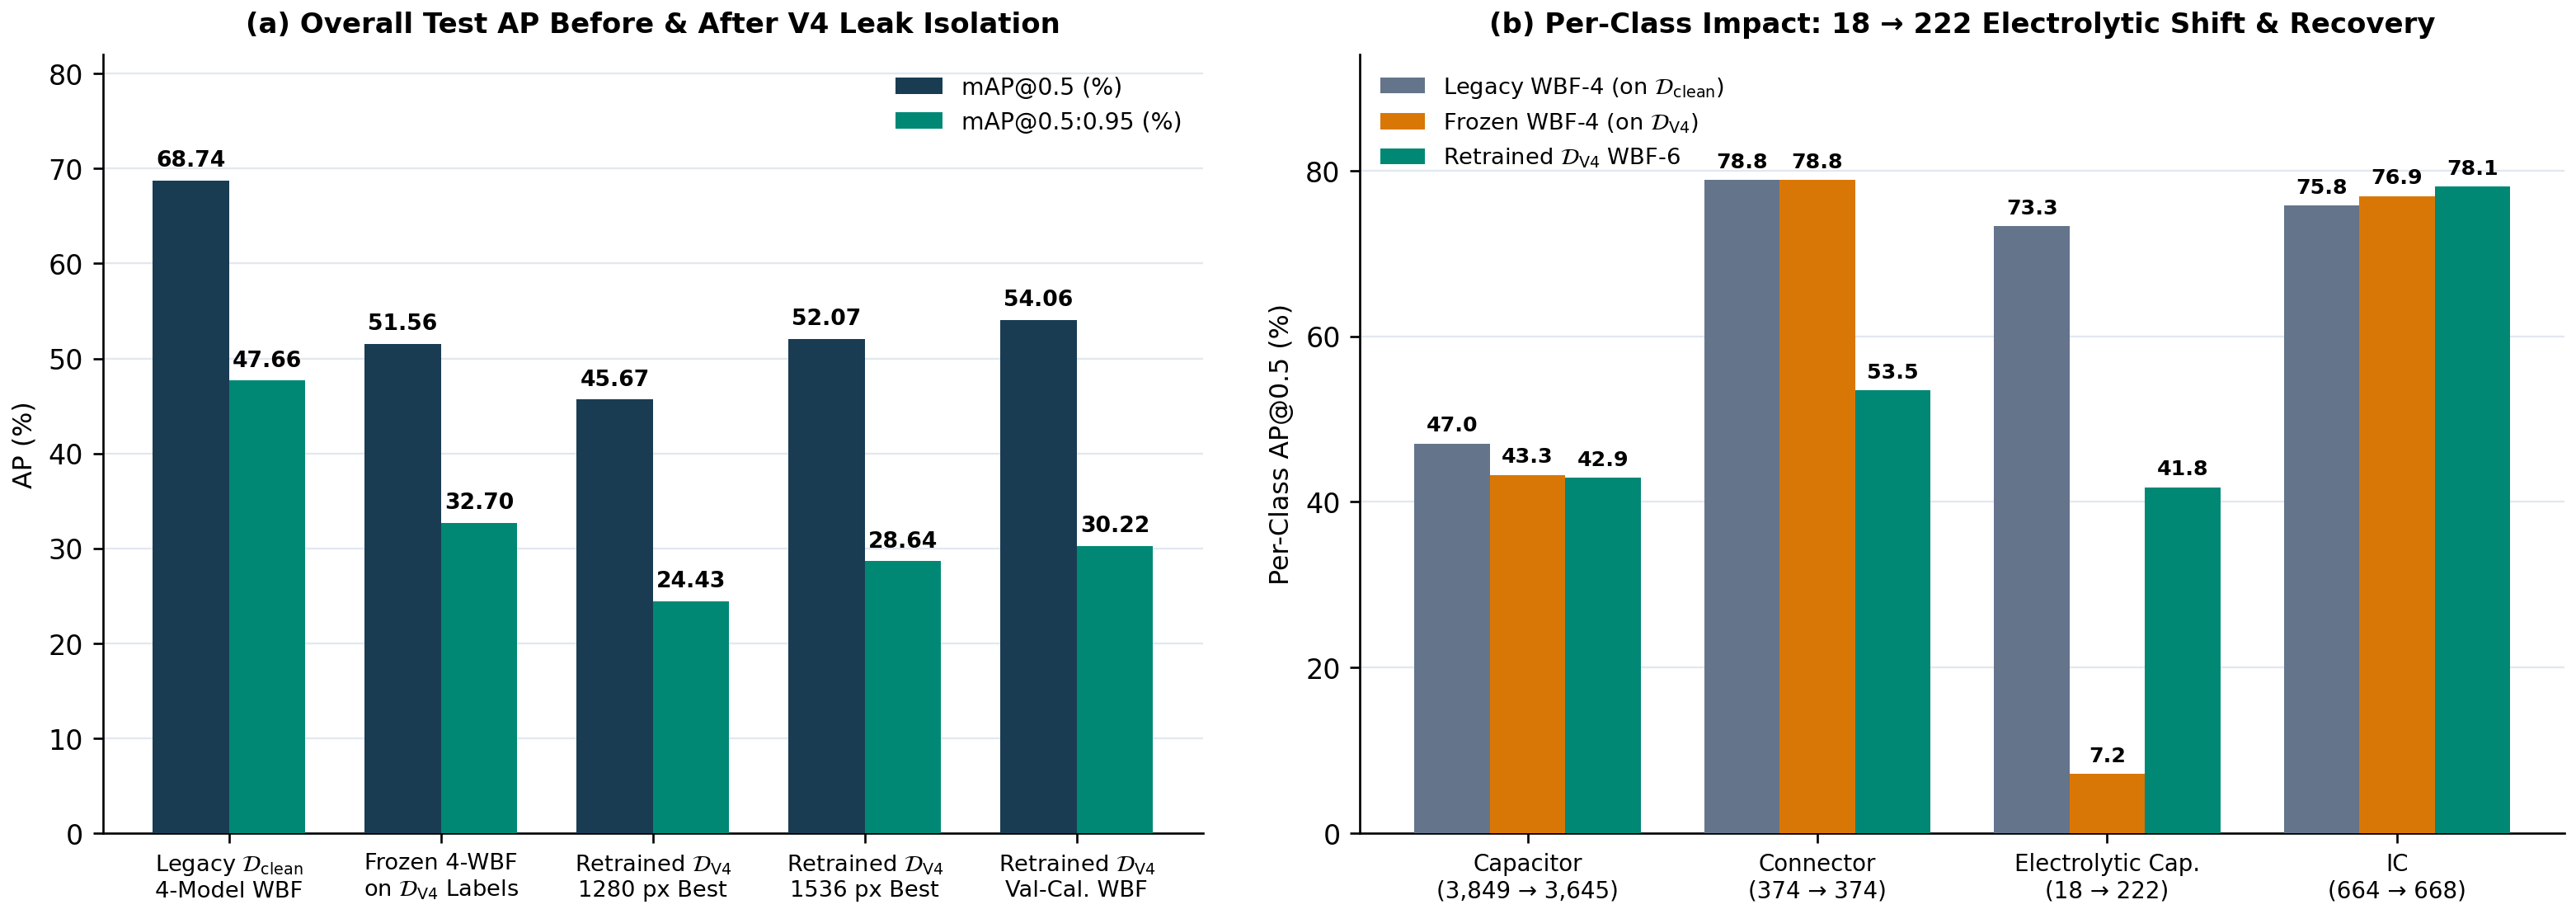 (a) Overall Test AP Before & After V4 Leak Isolation
mAP@0.5 (%)
mAP@0.5:0.95 (%)
AP (%)
80
70
60
50
40
30
20
10
0
68.74
47.66
51.56
32.70
45.67
24.43
52.07
28.64
54.06
30.22
Legacy 𝒟clean
4-Model WBF
Frozen 4-WBF
on 𝒟V4 Labels
Retrained 𝒟V4
1280 px Best
Retrained 𝒟V4
1536 px Best
Retrained 𝒟V4
Val-Cal. WBF
(b) Per-Class Impact: 18 → 222 Electrolytic Shift & Recovery
Legacy WBF-4 (on 𝒟clean)
Frozen WBF-4 (on 𝒟V4)
Retrained 𝒟V4 WBF-6
Per-Class AP@0.5 (%)
80
60
40
20
0
47.0
43.3
42.9
78.8
78.8
53.5
73.3
7.2
41.8
75.8
76.9
78.1
Capacitor
(3,849 → 3,645)
Connector
(374 → 374)
Electrolytic Cap.
(18 → 222)
IC
(664 → 668)